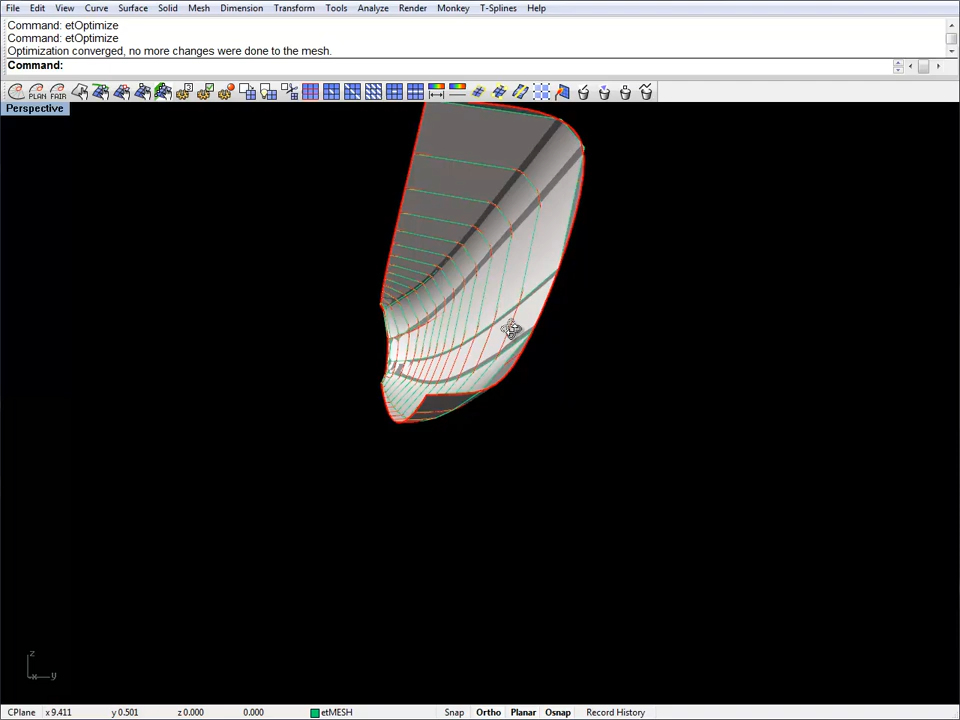 File Edit View Curve Surface Solid Mesh Dimension Transform Tools Analyze Render Monkey T-Splines Help
Command: etOptimize
Command: etOptimize
Optimization converged, no more changes were done to the mesh.
Command:
PLAN FAIR 3
Perspective
z
x y
CPlane x 9.411 y 0.501 z 0.000 0.000 etMESH Snap Ortho Planar Osnap Record History